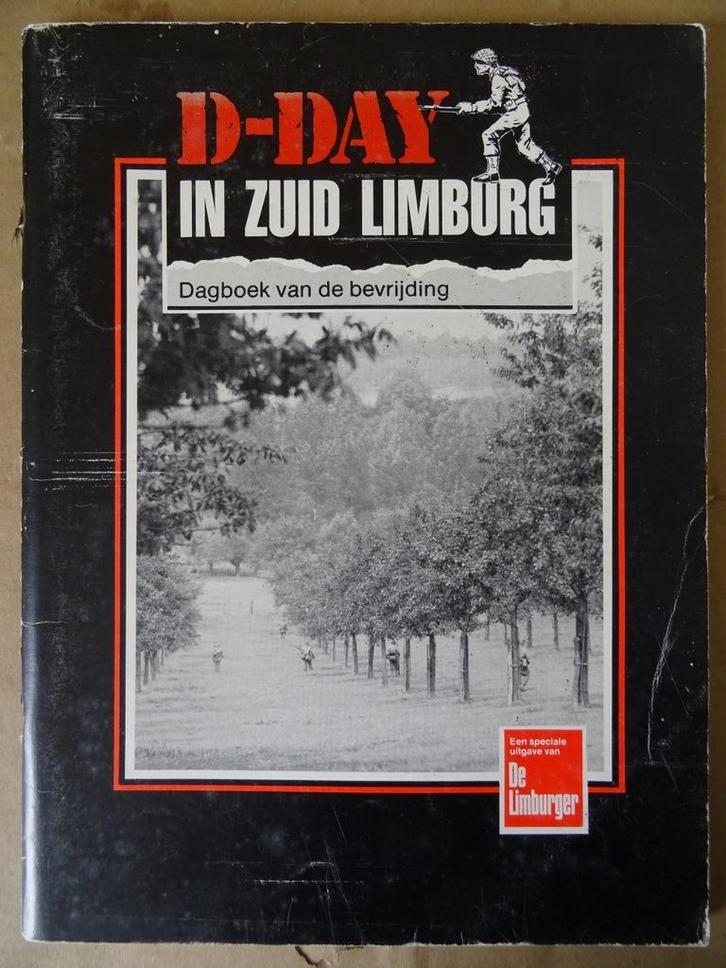 D-DAY
IN ZUID LIMBURG
Dagboek van de bevrijding
Een speciale
uitgave van
De
Limburger